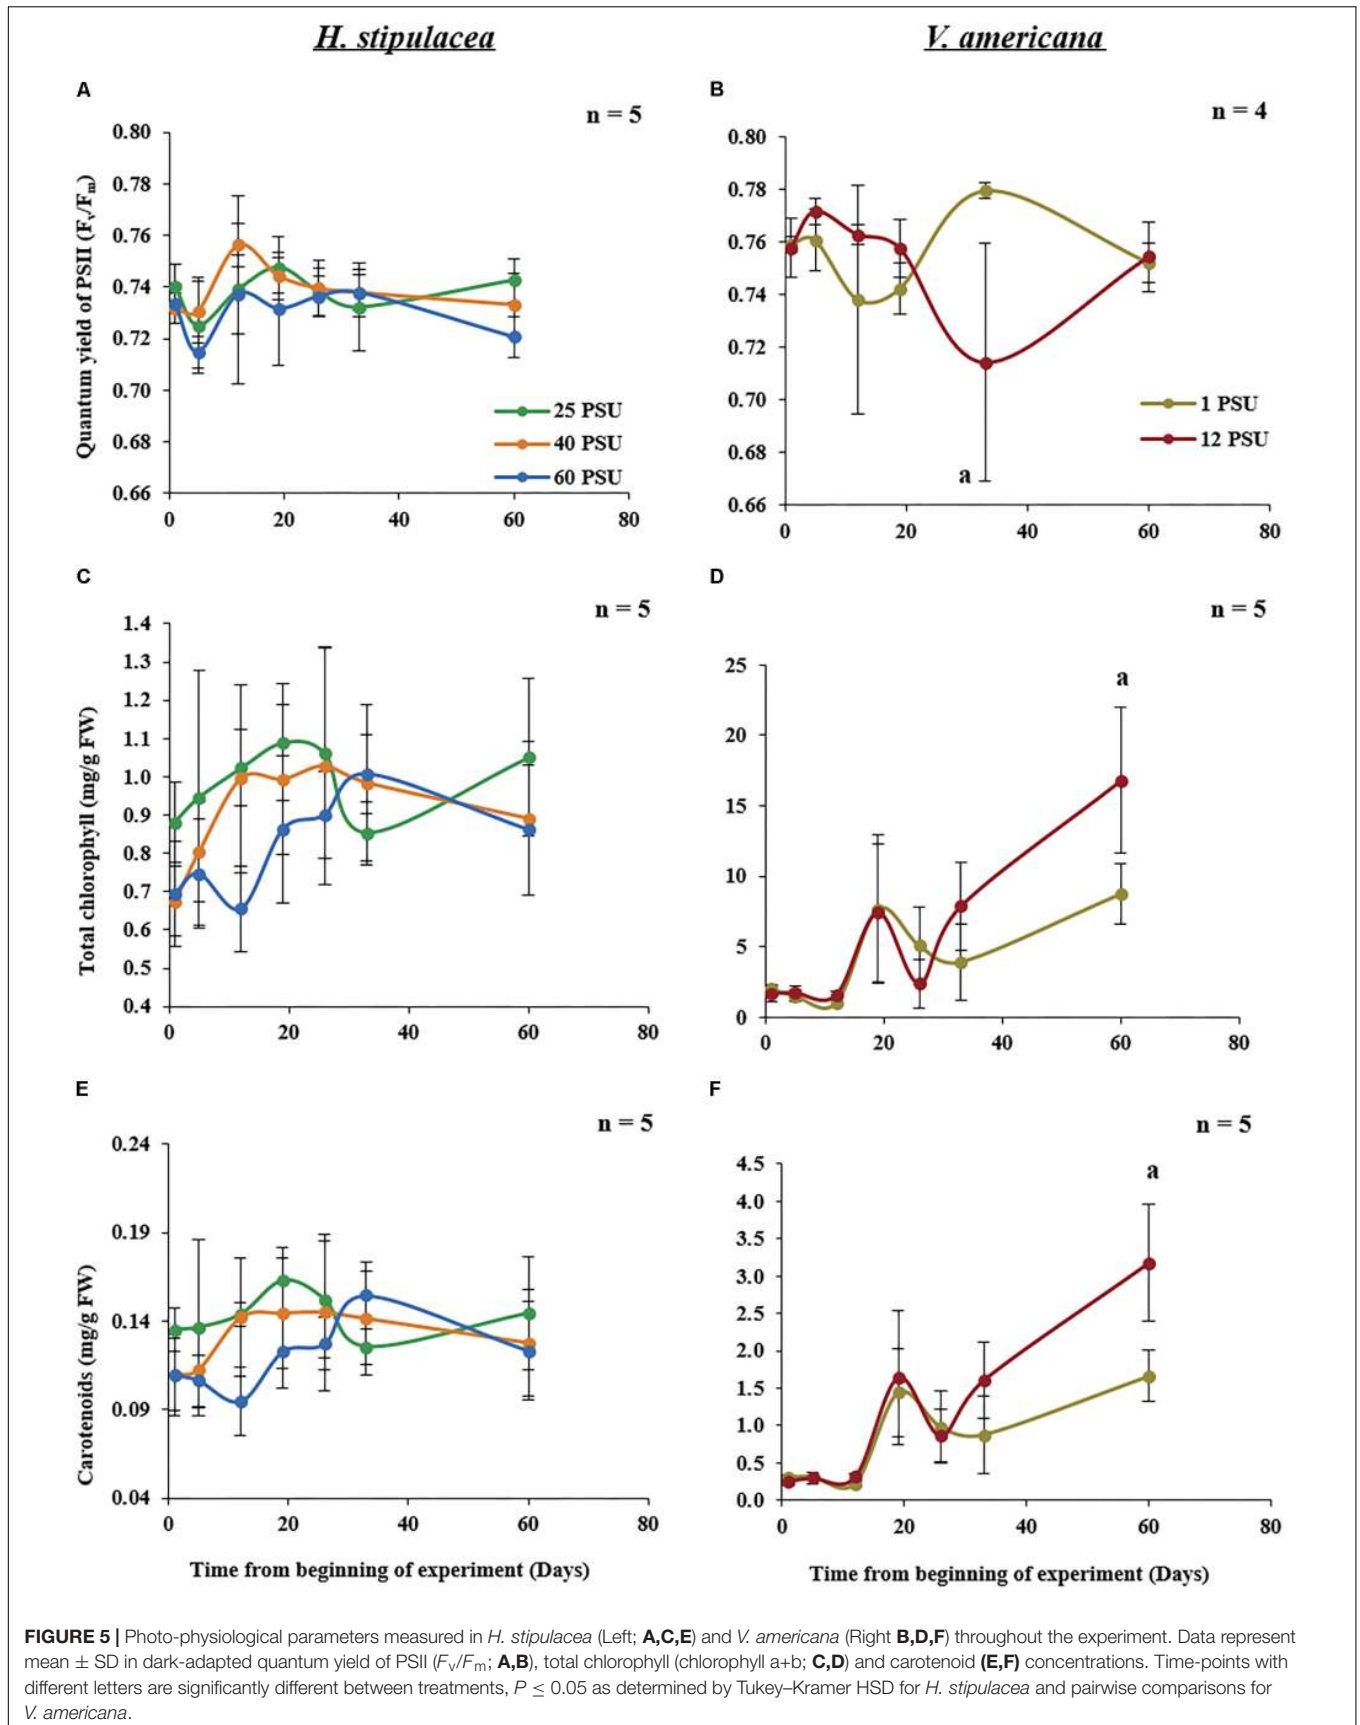 H. stipulacea
V. americana
A
n = 5
Quantum yield of PSII (Fv/Fm)
0.80
0.78
0.76
0.74
0.72
0.70
0.68
0.66
0 20 40 60 80
25 PSU
40 PSU
60 PSU
B
n = 4
0.80
0.78
0.76
0.74
0.72
0.70
0.68
0.66
0 20 40 60 80
1 PSU
12 PSU
a
C
n = 5
Total chlorophyll (mg/g FW)
1.4
1.3
1.2
1.1
1.0
0.9
0.8
0.7
0.6
0.5
0.4
0 20 40 60 80
D
n = 5
25
20
15
10
5
0
0 20 40 60 80
a
E
n = 5
Carotenoids (mg/g FW)
0.24
0.19
0.14
0.09
0.04
0 20 40 60 80
Time from beginning of experiment (Days)
F
n = 5
4.5
4.0
3.5
3.0
2.5
2.0
1.5
1.0
0.5
0.0
0 20 40 60 80
a
Time from beginning of experiment (Days)
FIGURE 5 | Photo-physiological parameters measured in H. stipulacea (Left; A,C,E) and V. americana (Right B,D,F) throughout the experiment. Data represent
mean ± SD in dark-adapted quantum yield of PSII (Fv/Fm; A,B), total chlorophyll (chlorophyll a+b; C,D) and carotenoid (E,F) concentrations. Time-points with
different letters are significantly different between treatments, P ≤ 0.05 as determined by Tukey–Kramer HSD for H. stipulacea and pairwise comparisons for
V. americana.